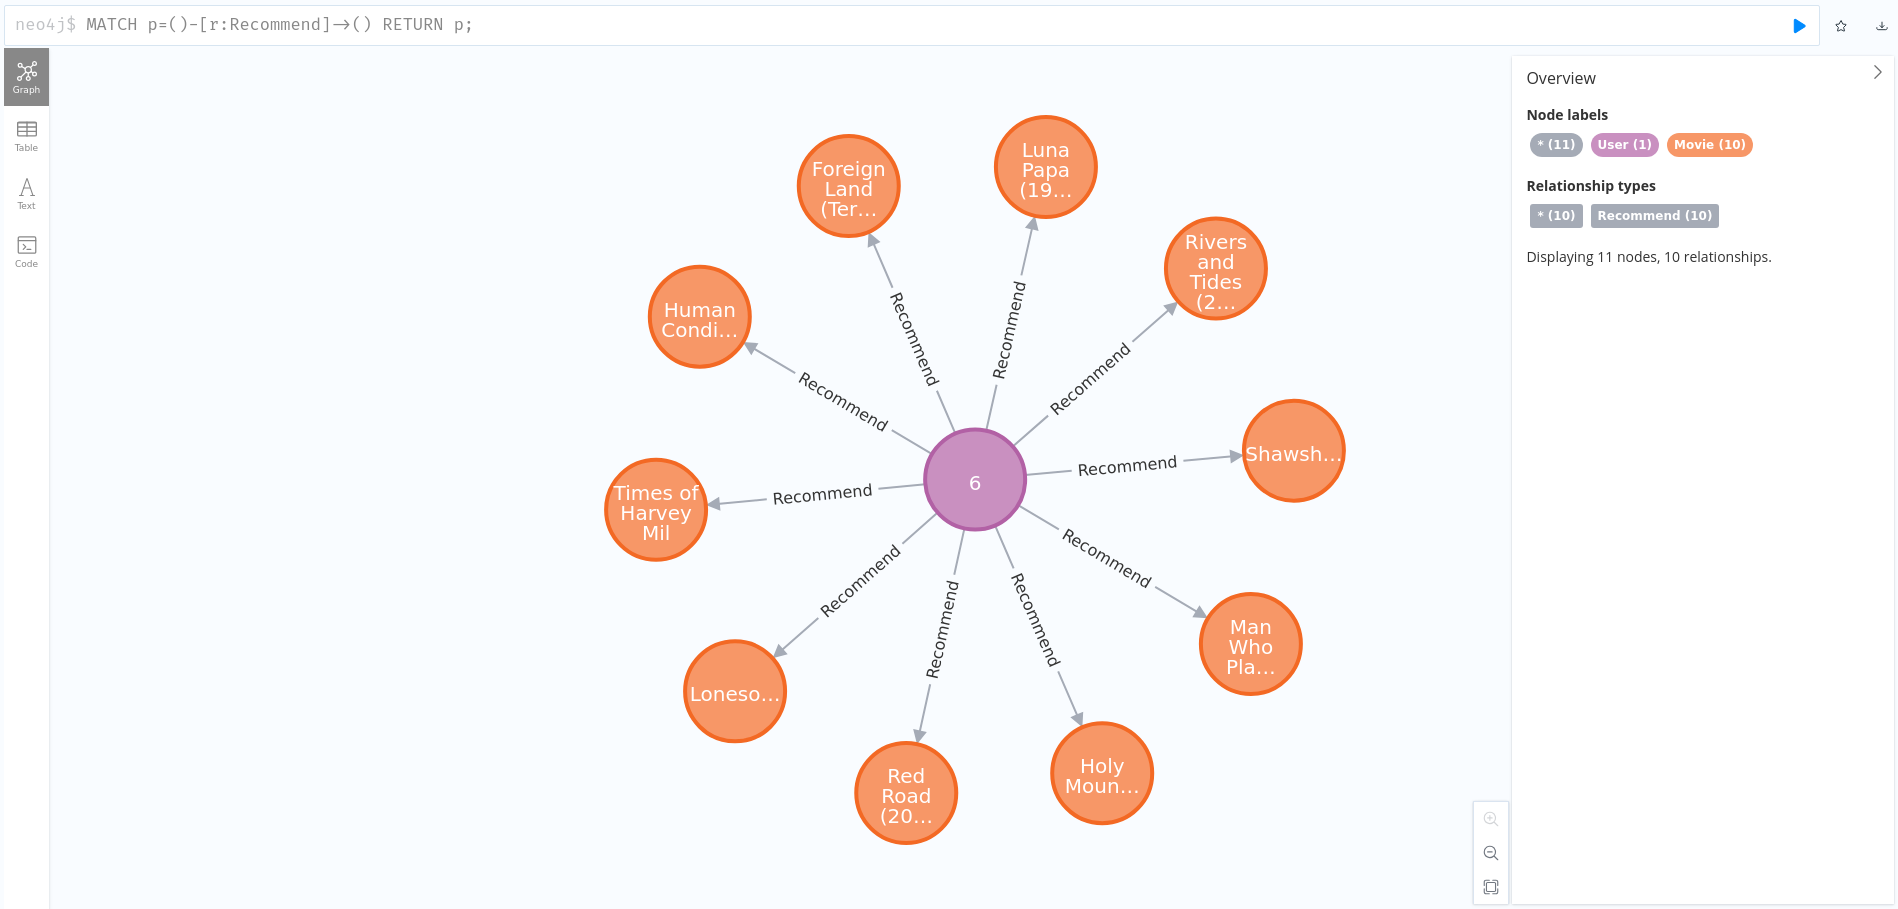 neo4j$ MATCH p=()-[r:Recommend]->() RETURN p;
Graph
Table
Text
Code
Foreign
Land
(Ter...
Luna
Papa
(19...
Rivers
and
Tides
(2...
Human
Condi...
Shawsh...
Times of
Harvey
Mil
6
Man
Who
Pla...
Loneso...
Red
Road
(20...
Holy
Moun...
Recommend
Recommend
Recommend
Recommend
Recommend
Recommend
Recommend
Recommend
Recommend
Recommend
Overview
Node labels
* (11) User (1) Movie (10)
Relationship types
* (10) Recommend (10)
Displaying 11 nodes, 10 relationships.